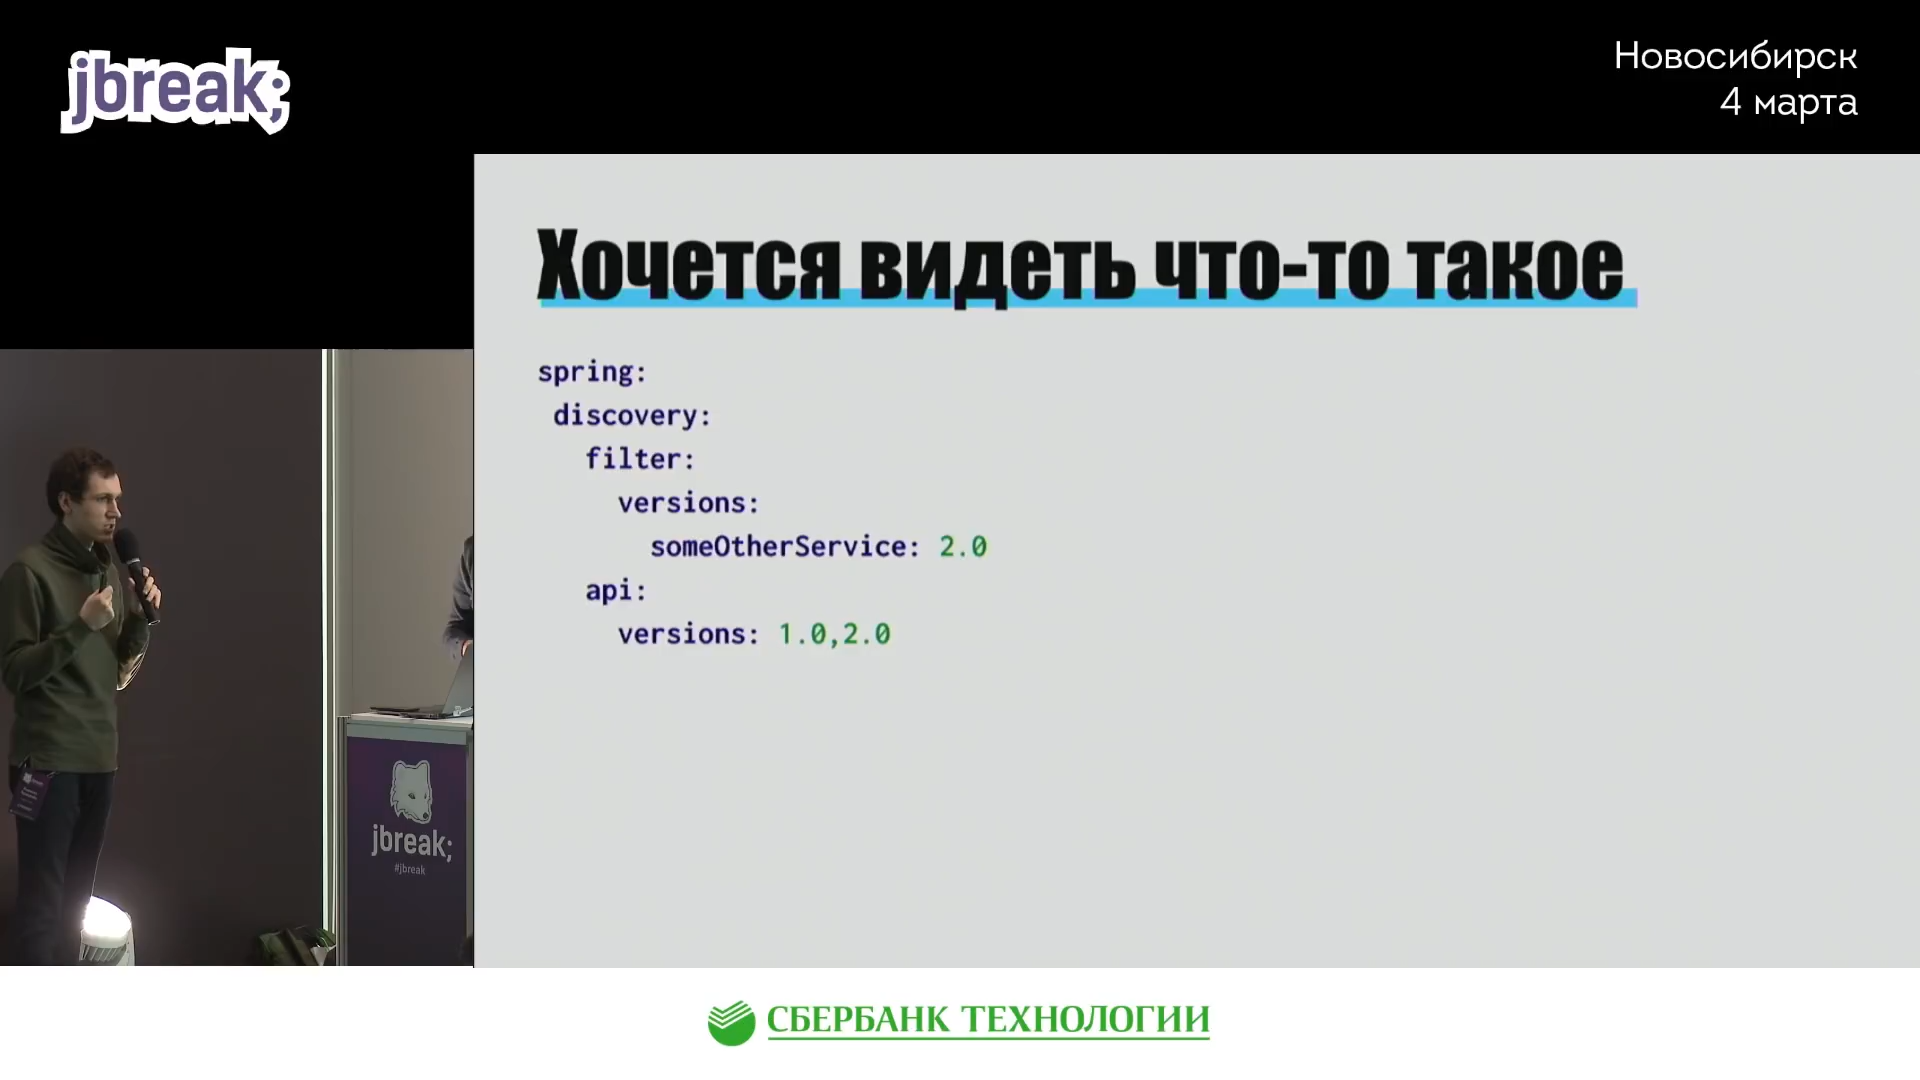 jbreak;
Новосибирск
4 марта
Хочется видеть что-то такое
spring:
discovery:
filter:
versions:
someOtherService: 2.0
api:
versions: 1.0,2.0
jbreak;
#jbreak
СБЕРБАНК ТЕХНОЛОГИИ